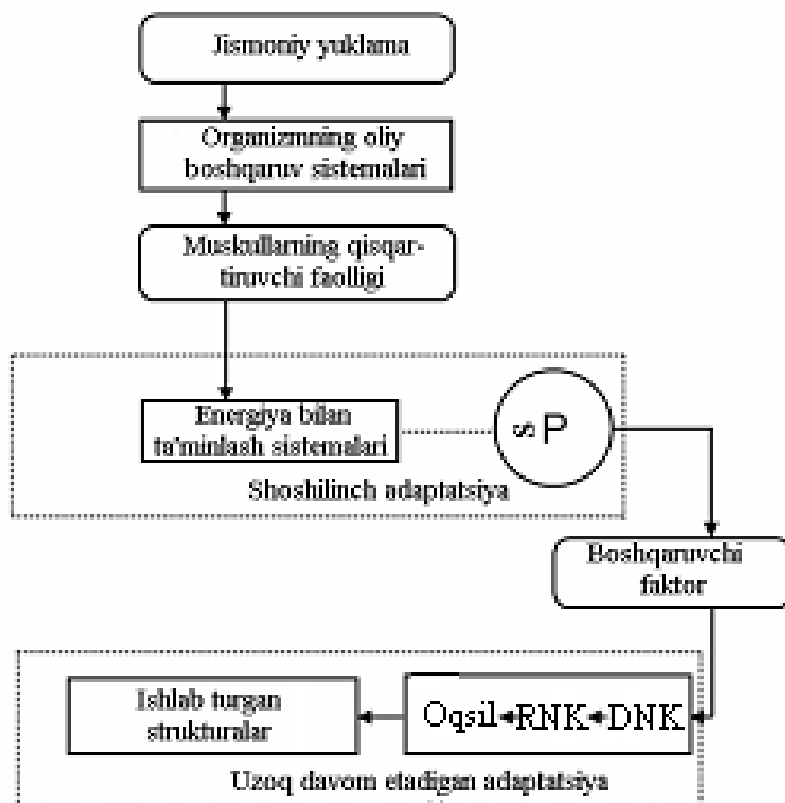 Jismoniy yuklama
Organizmning oliy
boshqaruv sistemalari
Muskullarning qisqar-
tiruvchi faolligi
Energiya bilan
ta'minlash sistemalari
P
Shoshilinch adaptatsiya
Boshqaruvchi
faktor
Ishlab turgan
strukturalar
Oqsil RNK DNK
Uzoq davom etadigan adaptatsiya